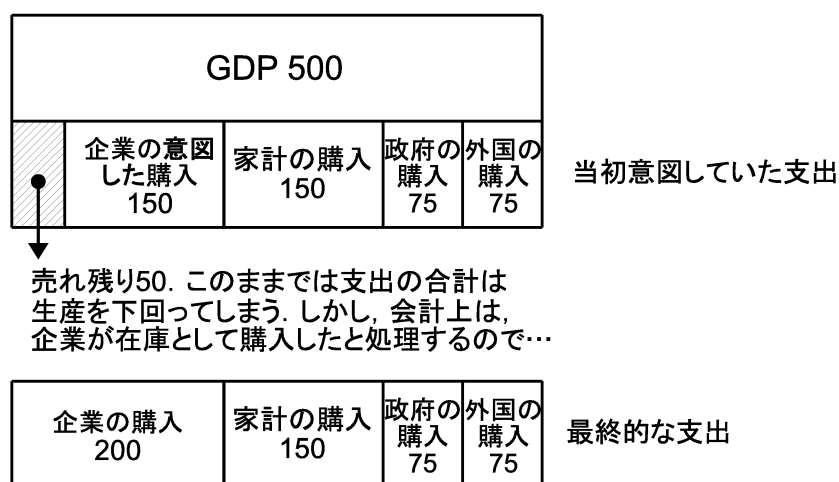 GDP 500
企業の意図
した購入
150
家計の購入
150
政府の
購入
75
外国の
購入
75
当初意図していた支出
売れ残り50．このままでは支出の合計は
生産を下回ってしまう．しかし，会計上は，
企業が在庫として購入したと処理するので…
企業の購入
200
家計の購入
150
政府の
購入
75
外国の
購入
75
最終的な支出